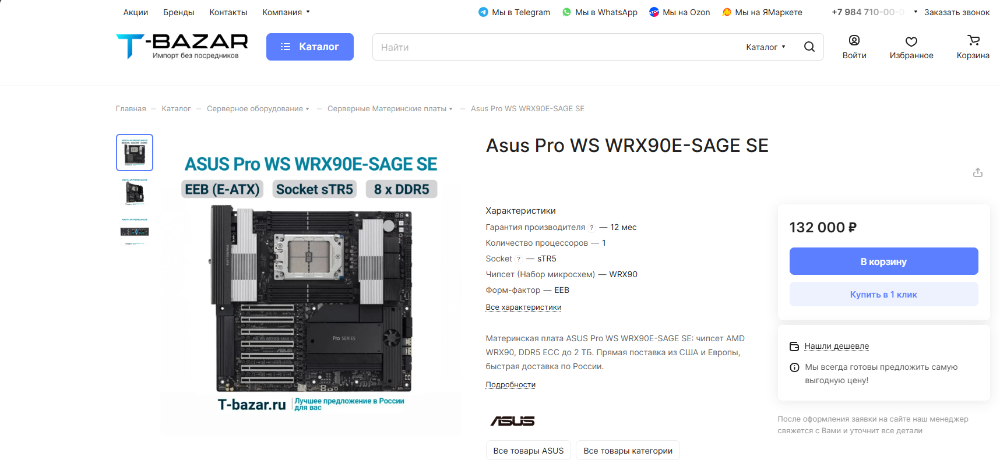 Акции Бренды Контакты Компания
Мы в Telegram Мы в WhatsApp Мы на Ozon Мы на ЯМаркете
+7 984 710-00-0 Заказать звонок
T-BAZAR
Импорт без посредников
Каталог
Найти
Каталог
Войти Избранное Корзина
Главная — Каталог — Серверное оборудование — Серверные Материнские платы — Asus Pro WS WRX90E-SAGE SE
ASUS Pro WS WRX90E-SAGE SE
EEB (E-ATX) Socket sTR5 8 x DDR5
Pro SERIES
PRO WS WRX90E-SAGE SE
ASUS
T-bazar.ru
Лучшее предложение в России
для вас
Asus Pro WS WRX90E-SAGE SE
Характеристики
Гарантия производителя ? — 12 мес
Количество процессоров — 1
Socket ? — sTR5
Чипсет (Набор микросхем) — WRX90
Форм-фактор — EEB
Все характеристики
Материнская плата ASUS Pro WS WRX90E-SAGE SE: чипсет AMD
WRX90, DDR5 ECC до 2 ТБ. Прямая поставка из США и Европы,
быстрая доставка по России.
Подробности
ASUS
Все товары ASUS Все товары категории
132 000 ₽
В корзину
Купить в 1 клик
Нашли дешевле
Мы всегда готовы предложить самую
выгодную цену!
После оформления заявки на сайте наш менеджер
свяжется с Вами и уточнит все детали